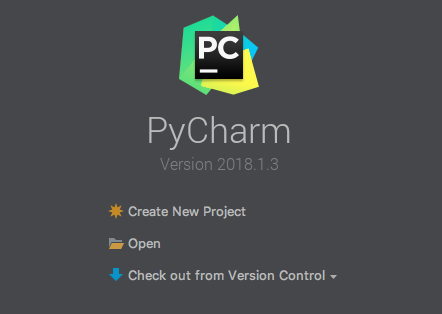 PC
PyCharm
Version 2018.1.3
Create New Project
Open
Check out from Version Control